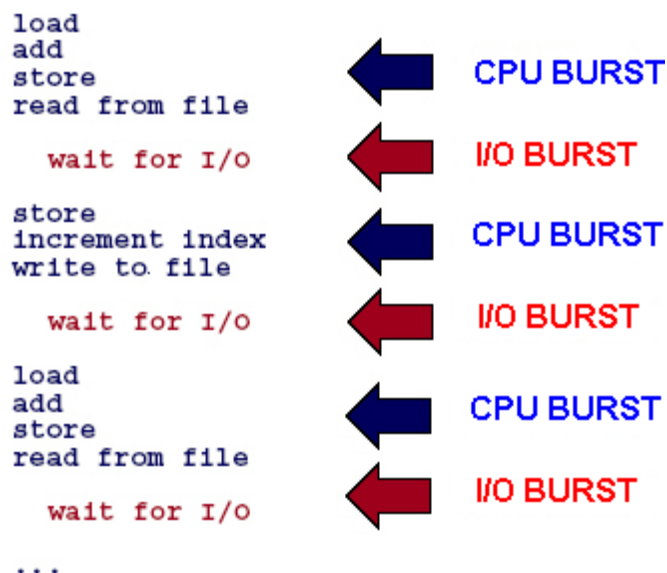 load
add
store
read from file
CPU BURST
wait for I/O
I/O BURST
store
increment index
write to file
CPU BURST
wait for I/O
I/O BURST
load
add
store
read from file
CPU BURST
wait for I/O
I/O BURST
...